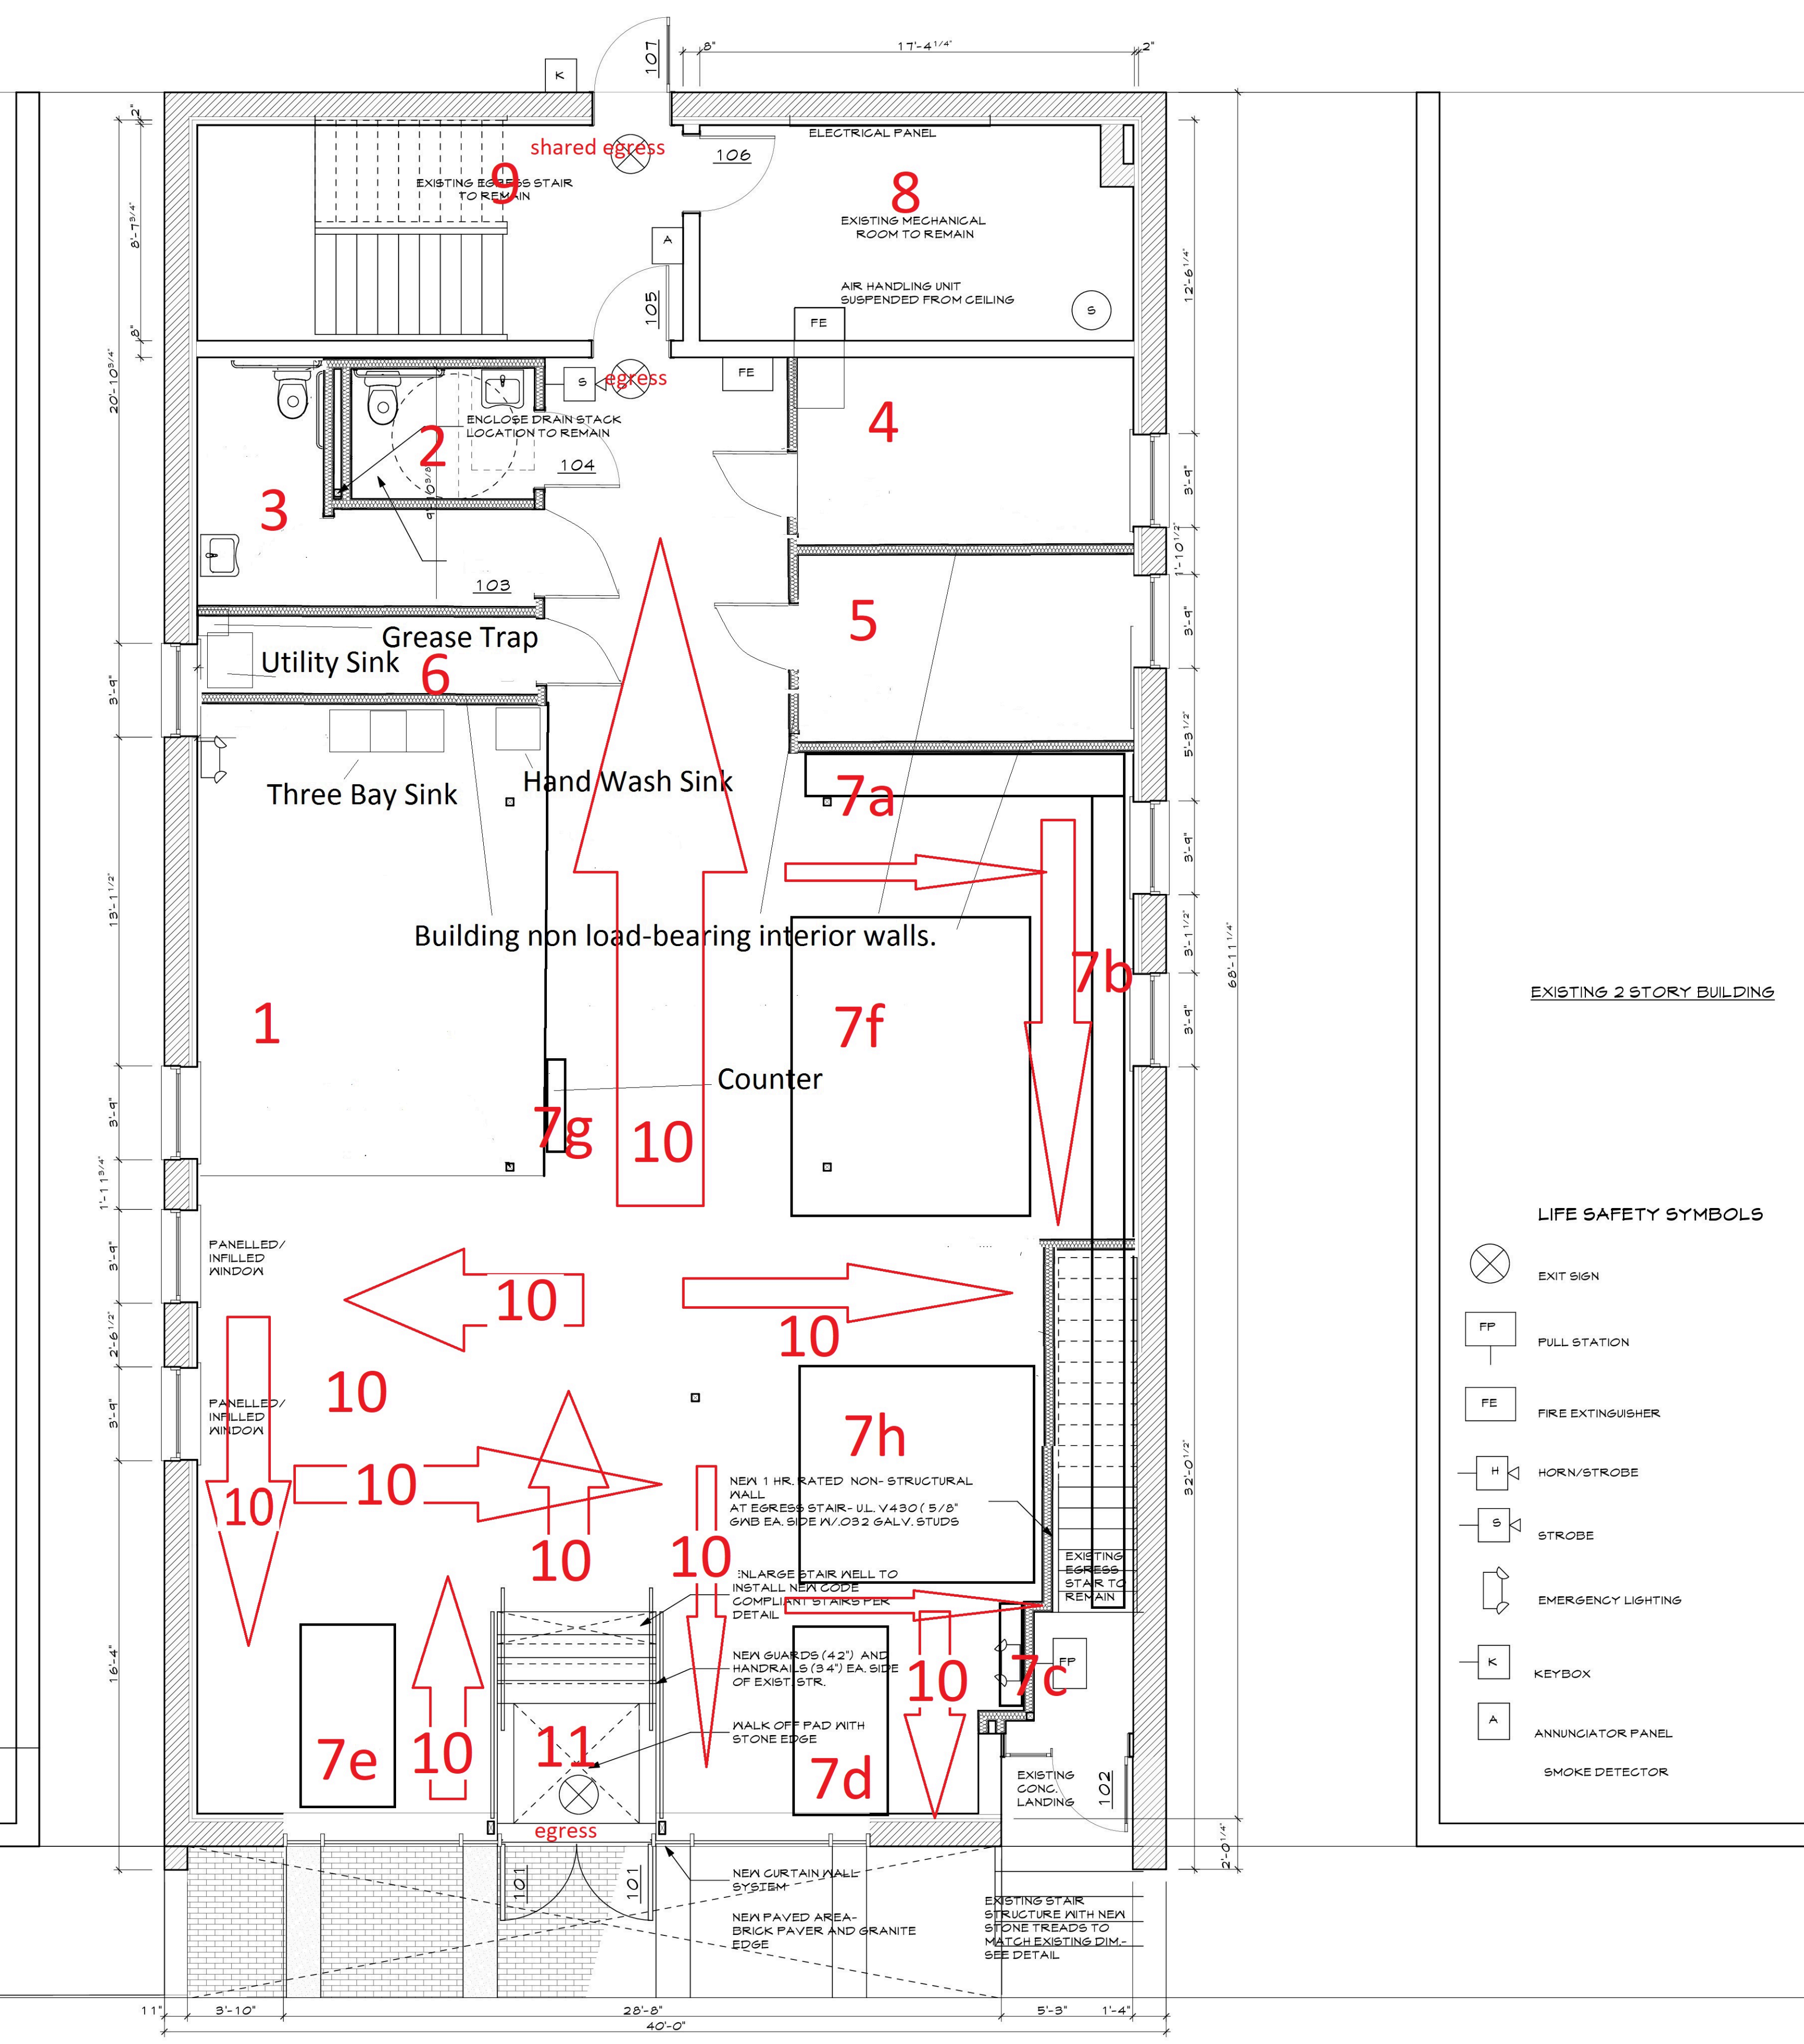 107
K
8"
17'-4 1/4"
2"
2"
ELECTRICAL PANEL
shared egress
106
9
EXISTING EGRESS STAIR
TO REMAIN
8
EXISTING MECHANICAL
ROOM TO REMAIN
8'-7 3/4"
A
12'-6 1/4"
AIR HANDLING UNIT
SUSPENDED FROM CEILING
105
S
FE
8"
20'-10 3/4"
FE
S
egress
ENCLOSE DRAIN STACK
LOCATION TO REMAIN
2
4
104
9'-10 3/8"
3'-9"
3
1'-10 1/2"
103
5
3'-9"
Grease Trap
Utility Sink
6
3'-9"
5'-3 1/2"
Three Bay Sink
Hand Wash Sink
7a
3'-9"
13'-1 1/2"
Building non load-bearing interior walls.
3'-1 1/2"
68'-11 1/4"
7b
EXISTING 2 STORY BUILDING
1
7f
3'-9"
Counter
3'-9"
7g
10
1'-11 3/4"
LIFE SAFETY SYMBOLS
PANELLED/
INFILLED
WINDOW
3'-9"
EXIT SIGN
10
10
2'-6 1/2"
FP
PULL STATION
10
PANELLED/
INFILLED
WINDOW
3'-9"
FE
FIRE EXTINGUISHER
7h
H
HORN/STROBE
10
10
NEW 1 HR. RATED NON-STRUCTURAL
WALL
AT EGRESS STAIR- U.L. V430 ( 5/8"
GWB EA. SIDE W/.032 GALV. STUDS
32'-0 1/2"
S
STROBE
10
10
EXISTING
EGRESS
STAIR TO
REMAIN
ENLARGE STAIR WELL TO
INSTALL NEW CODE
COMPLIANT STAIRS PER
DETAIL
EMERGENCY LIGHTING
16'-4"
NEW GUARDS (42") AND
HANDRAILS (34") EA. SIDE
OF EXIST. STR.
10
7c
FP
K
KEYBOX
WALK OFF PAD WITH
STONE EDGE
A
ANNUNCIATOR PANEL
7e
10
11
7d
SMOKE DETECTOR
EXISTING
CONC.
LANDING
102
egress
2'-0 1/4"
101
101
NEW CURTAIN WALL
SYSTEM
NEW PAVED AREA-
BRICK PAVER AND GRANITE
EDGE
EXISTING STAIR
STRUCTURE WITH NEW
STONE TREADS TO
MATCH EXISTING DIM.-
SEE DETAIL
11"
3'-10"
28'-8"
5'-3"
1'-4"
40'-0"